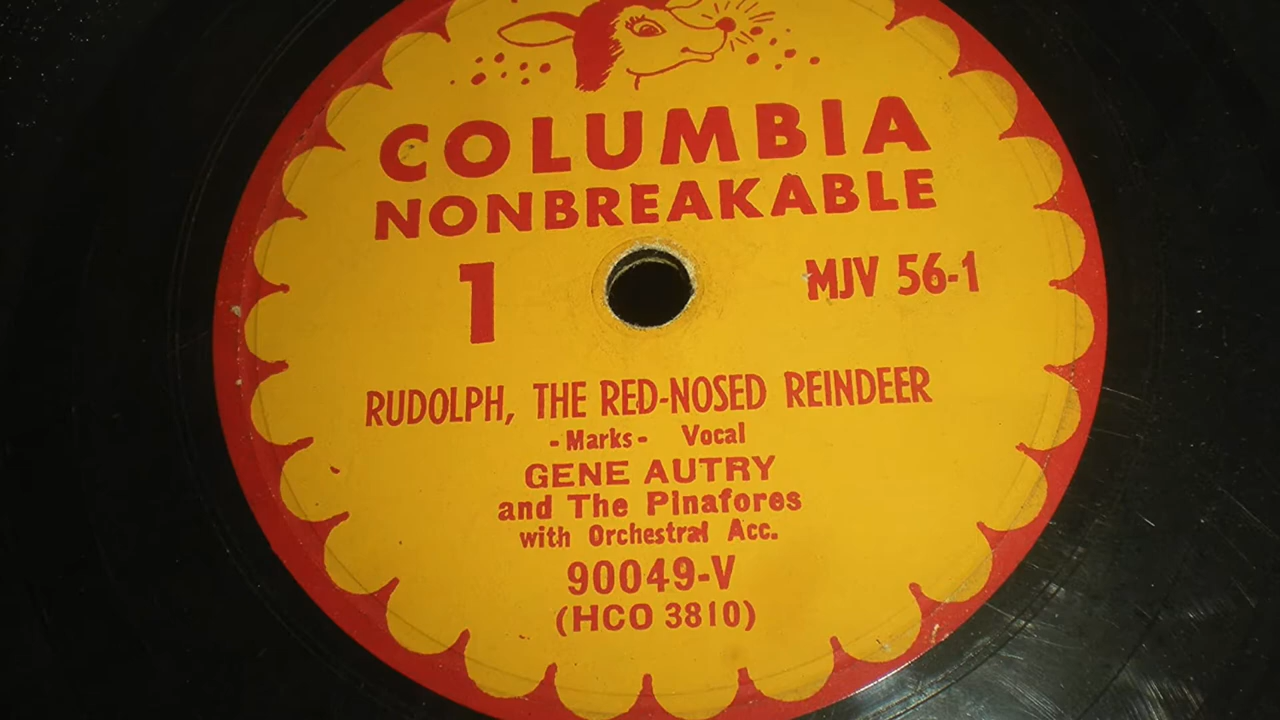 COLUMBIA
NONBREAKABLE
1
MJV 56-1
RUDOLPH, THE RED-NOSED REINDEER
-Marks- Vocal
GENE AUTRY
and The Pinafores
with Orchestral Acc.
90049-V
(HCO 3810)